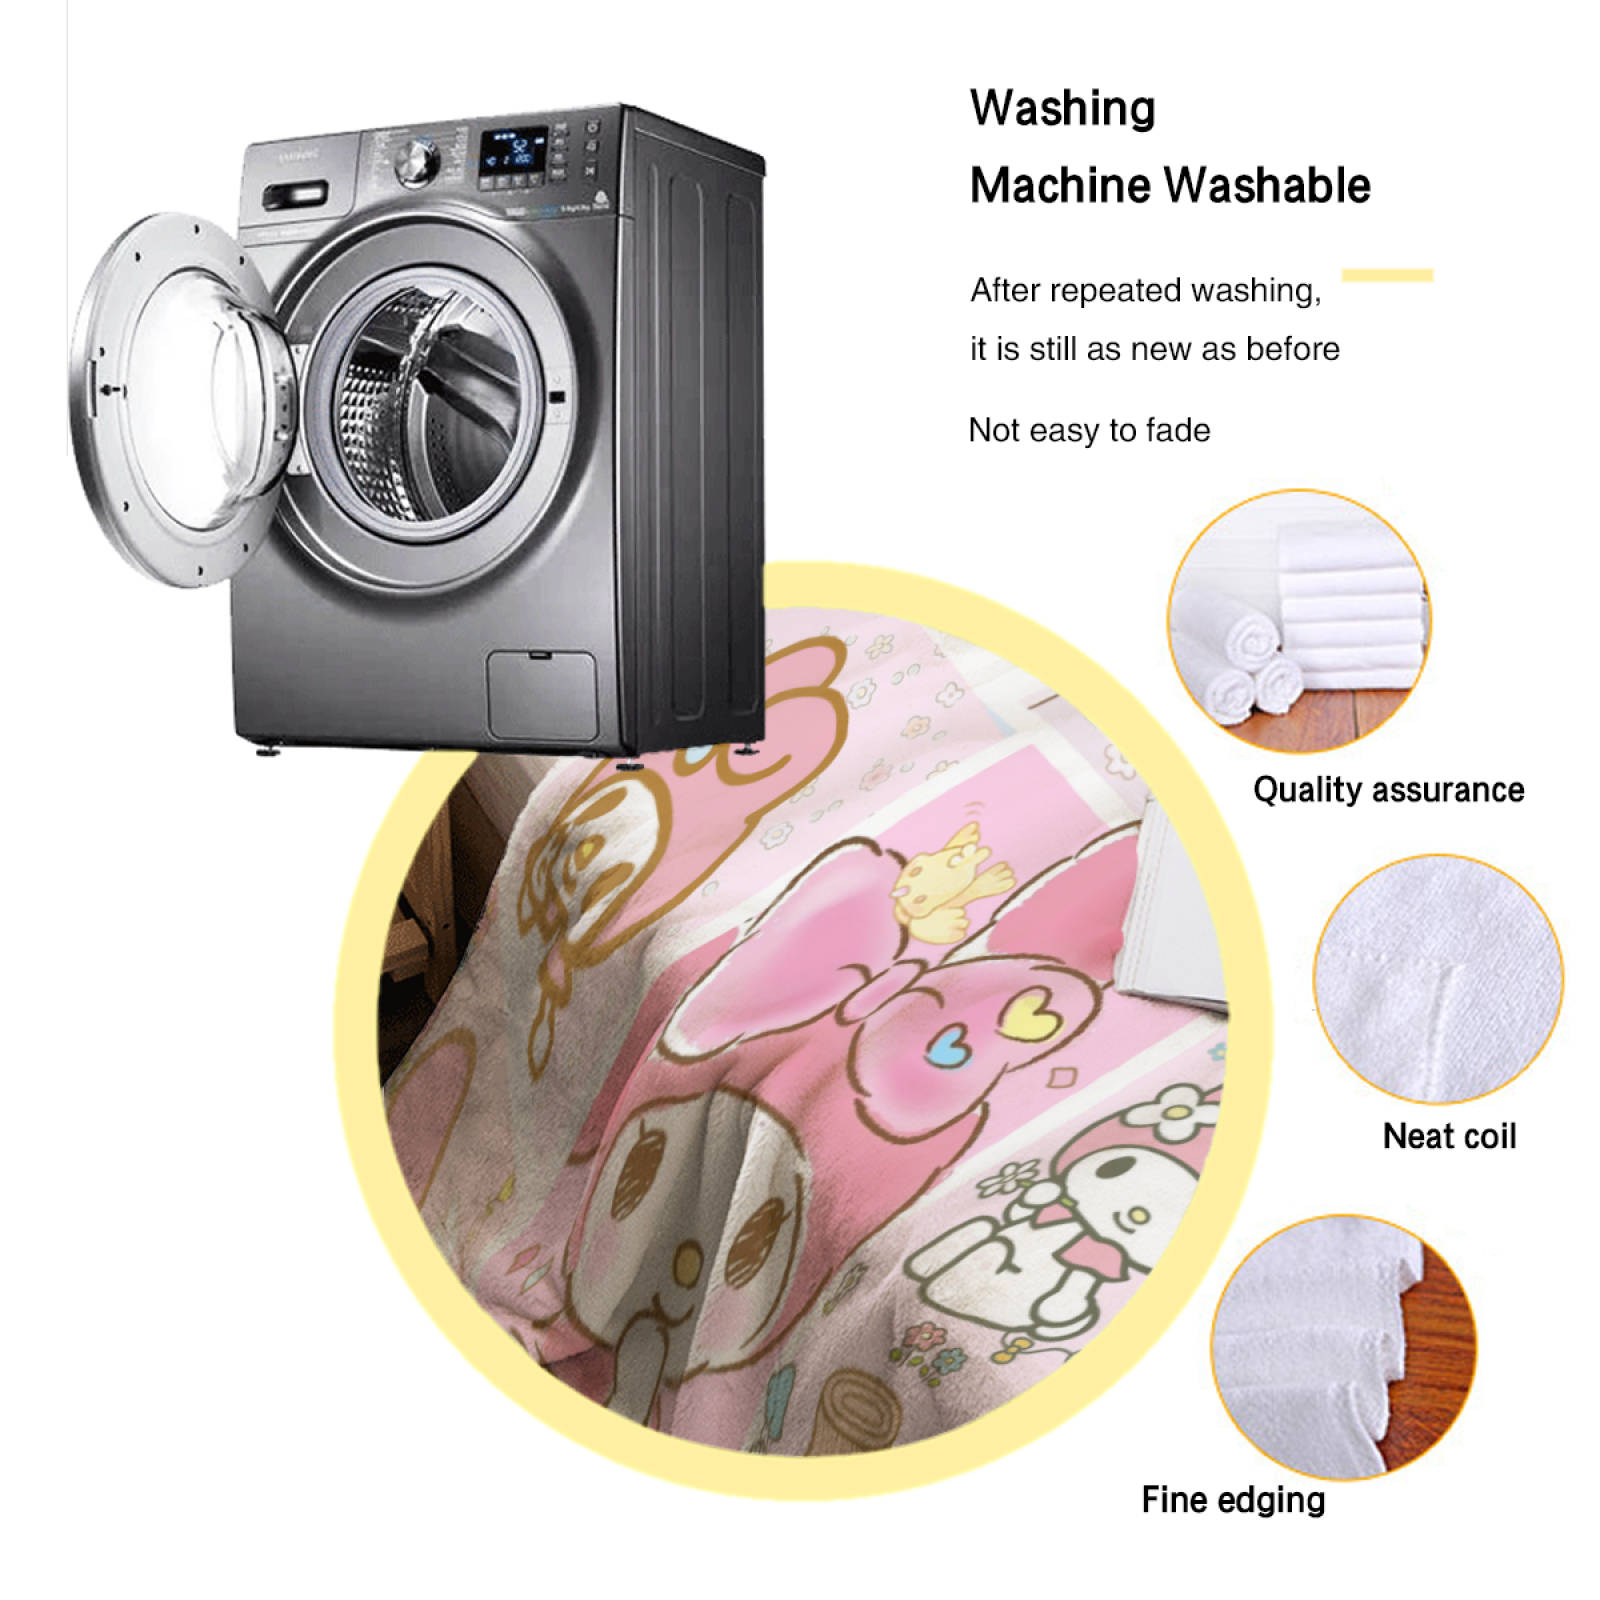 Washing
Machine Washable
After repeated washing,
it is still as new as before
Not easy to fade
Quality assurance
Neat coil
Fine edging